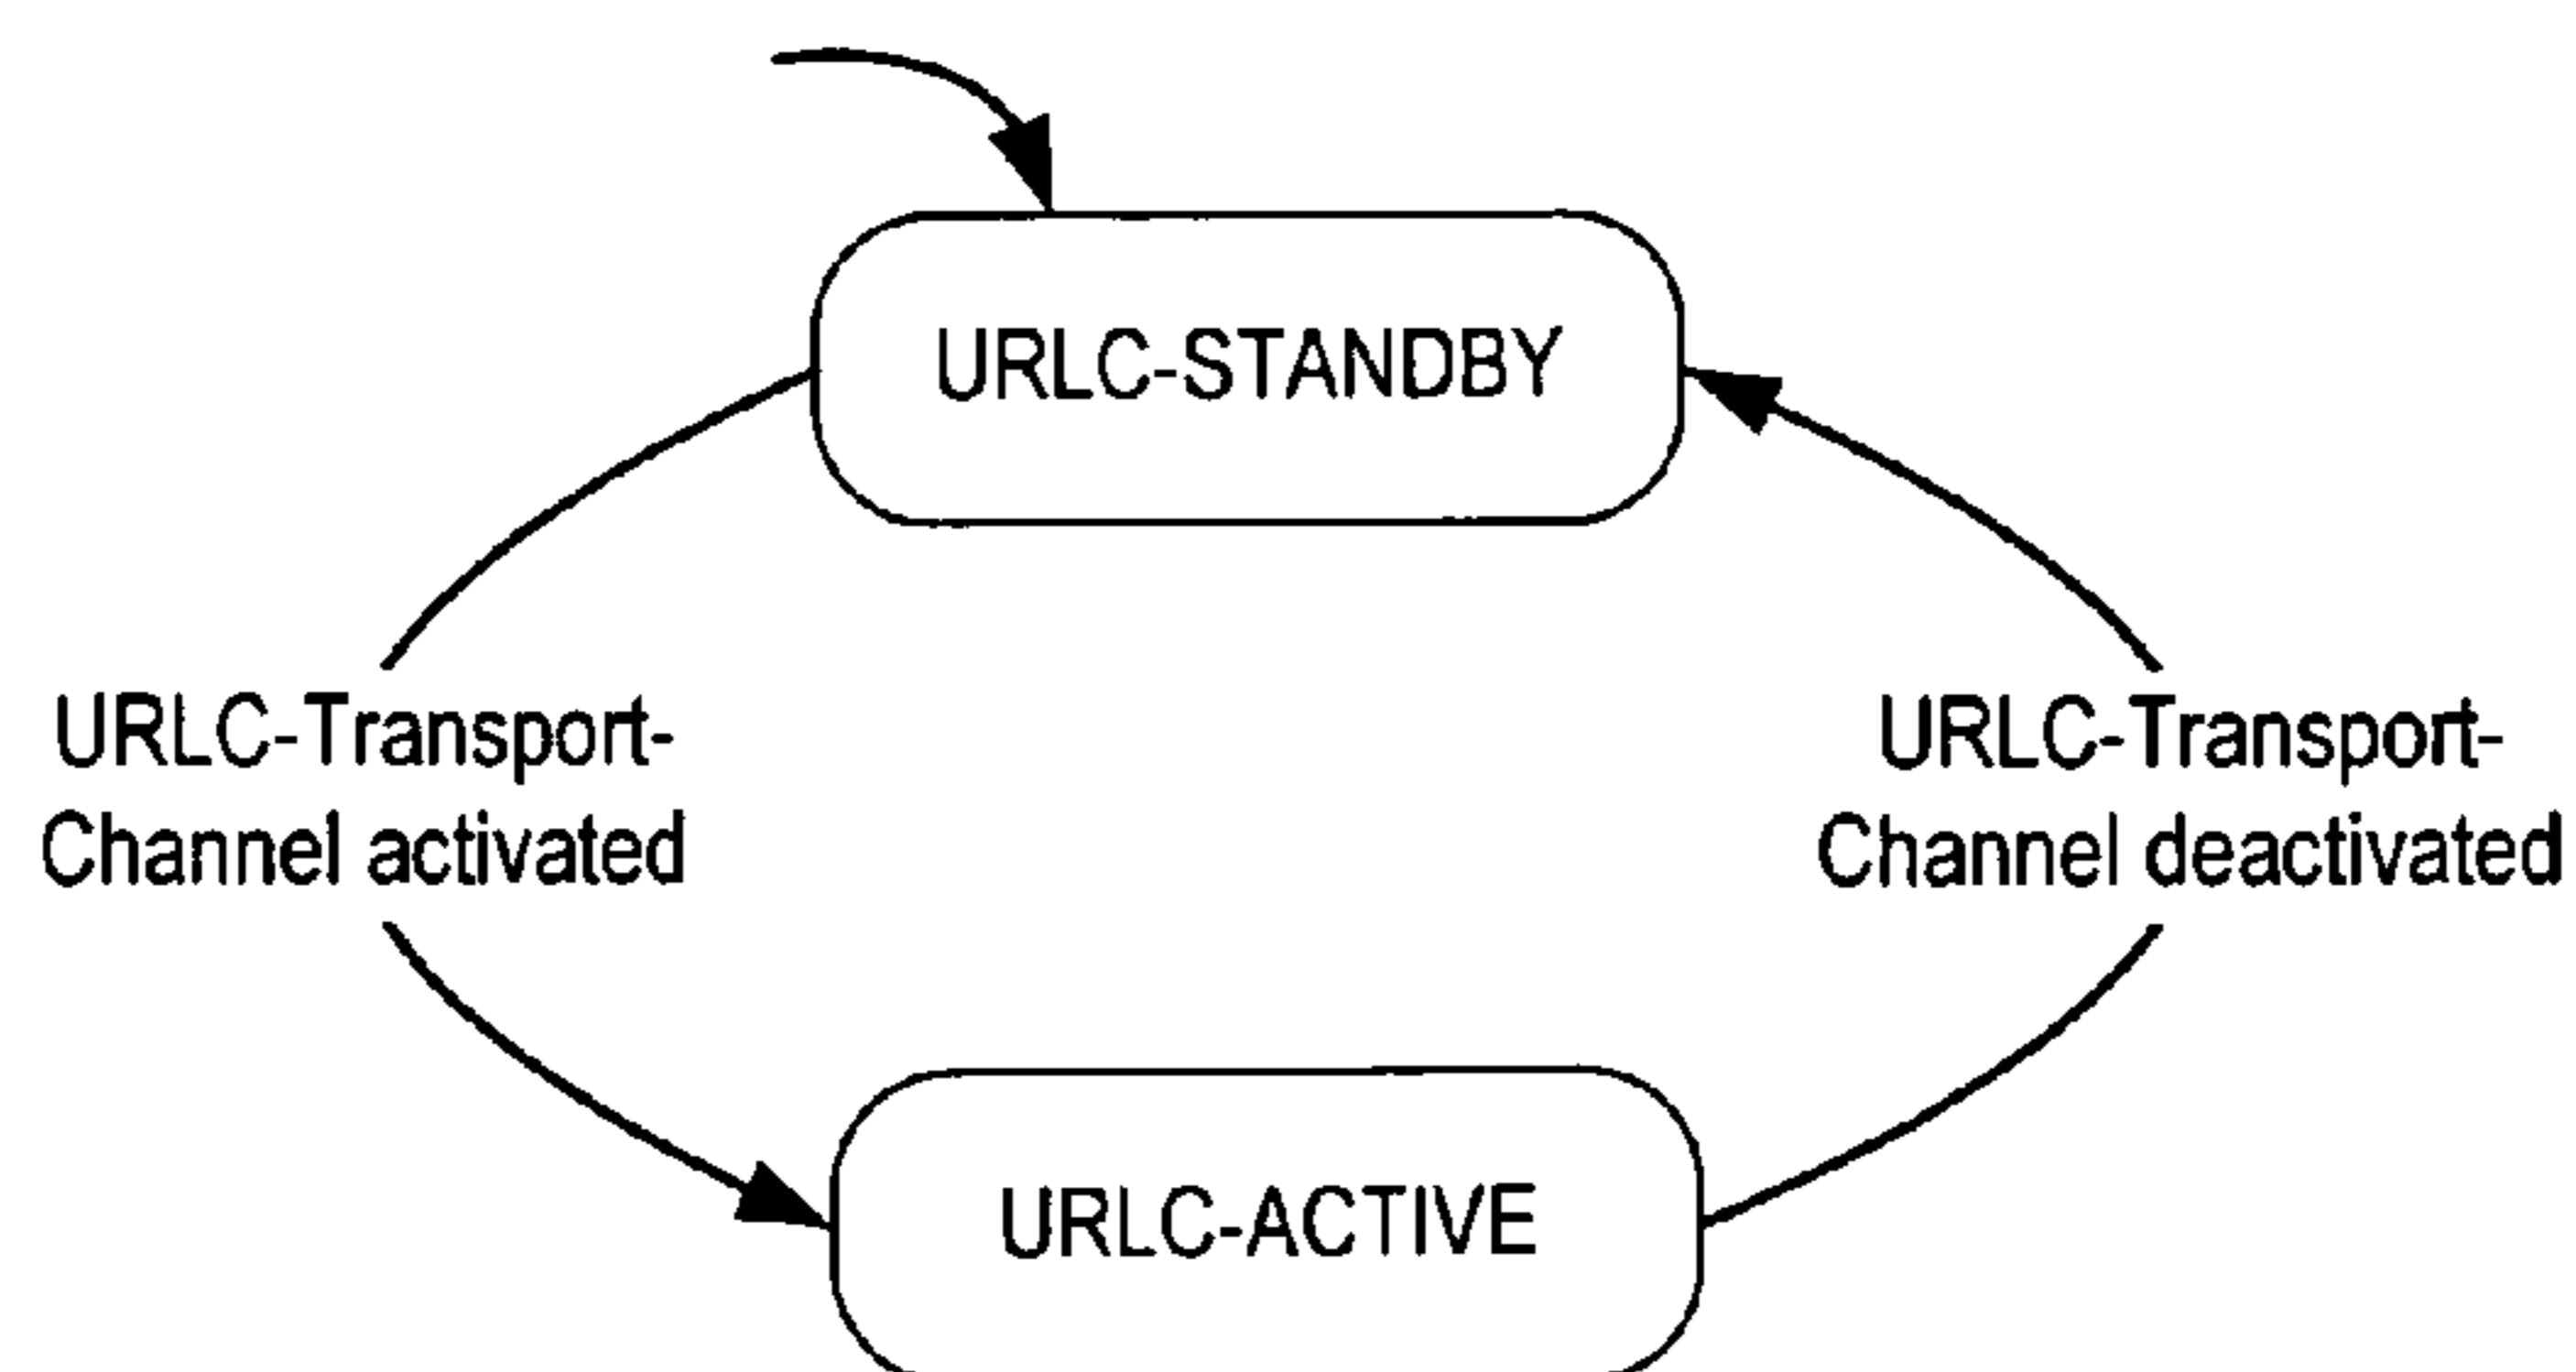 URLC-STANDBY
URLC-Transport-
Channel activated
URLC-Transport-
Channel deactivated
URLC-ACTIVE